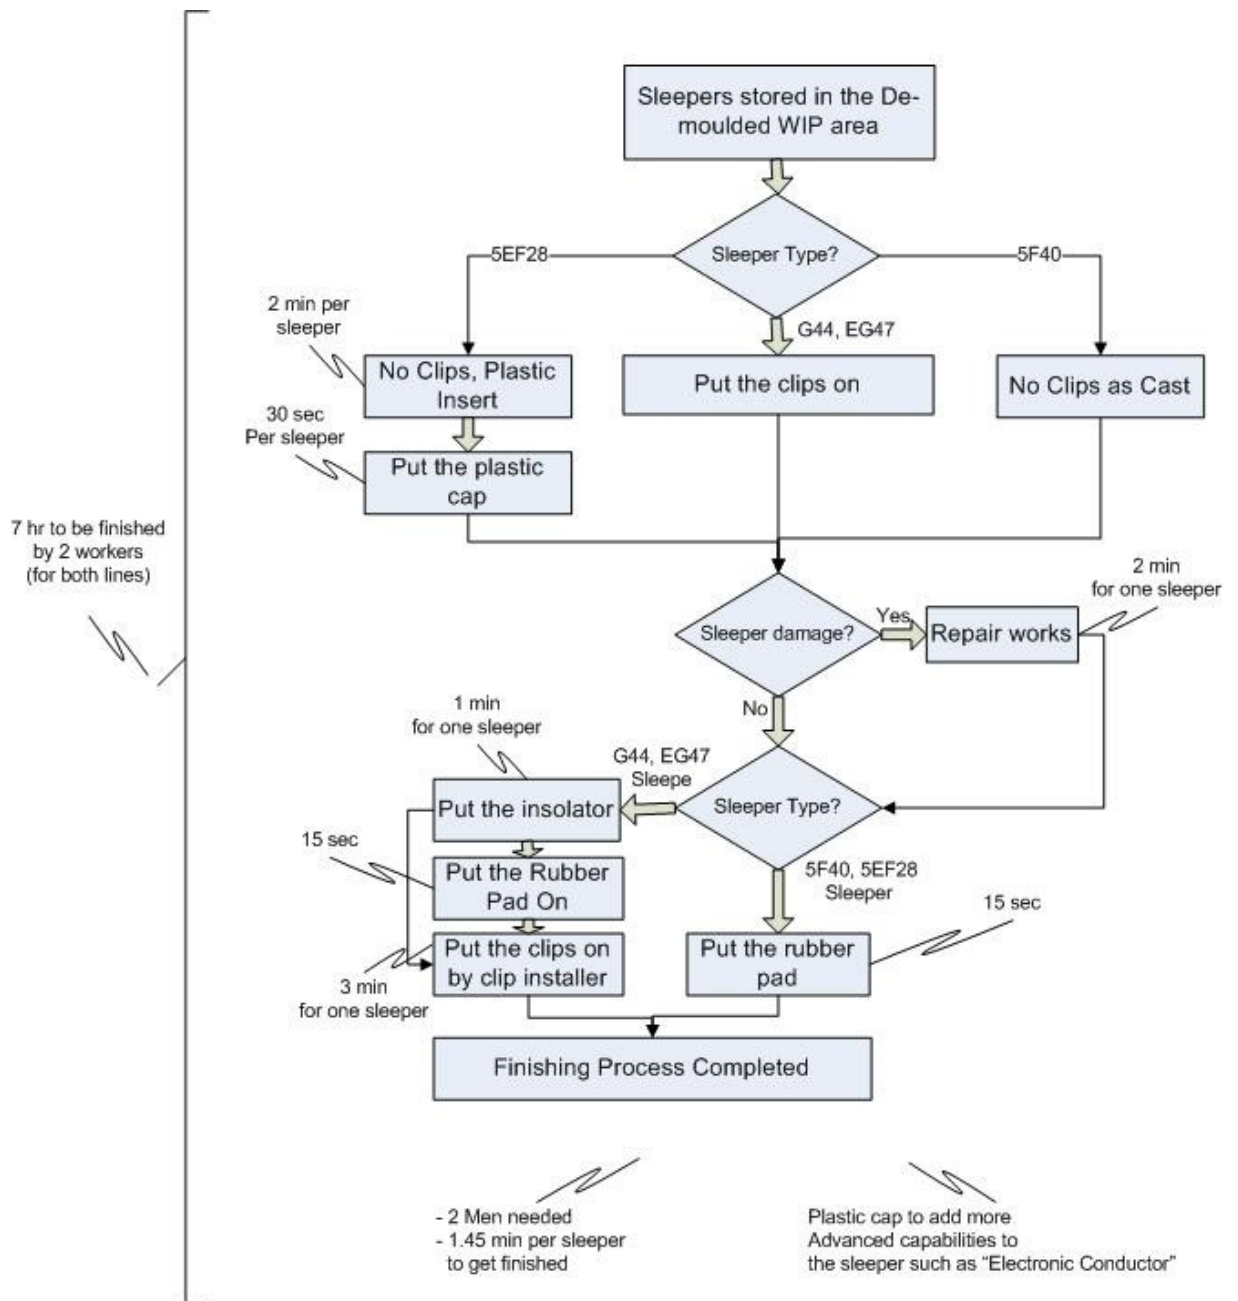 Sleepers stored in the De-
moulded WIP area
Sleeper Type?
5EF28
5F40
G44, EG47
2 min per
sleeper
No Clips, Plastic
Insert
Put the clips on
No Clips as Cast
30 sec
Per sleeper
Put the plastic
cap
7 hr to be finished
by 2 workers
(for both lines)
Sleeper damage?
Yes
Repair works
2 min
for one sleeper
No
1 min
for one sleeper
G44, EG47
Sleepe
Sleeper Type?
Put the insolator
15 sec
Put the Rubber
Pad On
5F40, 5EF28
Sleeper
15 sec
Put the clips on
by clip installer
Put the rubber
pad
3 min
for one sleeper
Finishing Process Completed
- 2 Men needed
- 1.45 min per sleeper
to get finished
Plastic cap to add more
Advanced capabilities to
the sleeper such as “Electronic Conductor”